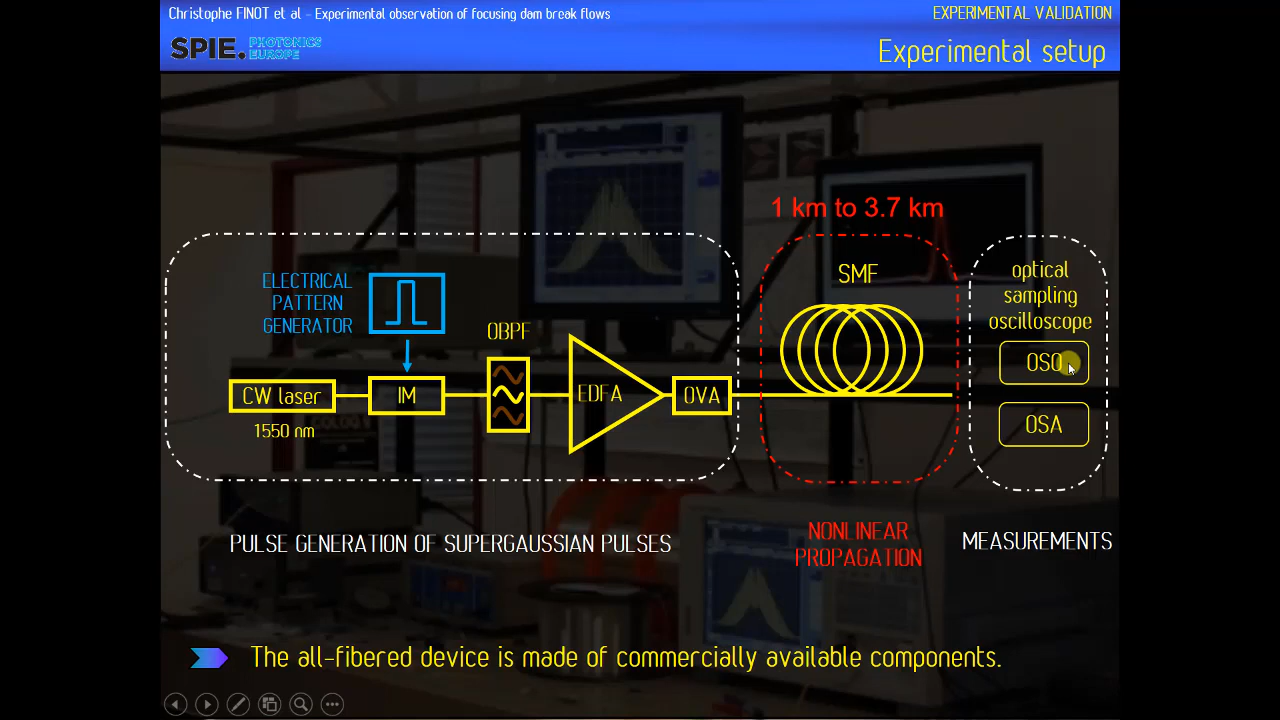 Christophe FINOT et al - Experimental observation of focusing dam break flows
EXPERIMENTAL VALIDATION
SPIE. PHOTONICS
EUROPE
Experimental setup
1 km to 3.7 km
ELECTRICAL
PATTERN
GENERATOR
OBPF
SMF
optical
sampling
oscilloscope
OSO
CW laser
IM
EDFA
OVA
OSA
1550 nm
PULSE GENERATION OF SUPERGAUSSIAN PULSES
NONLINEAR
PROPAGATION
MEASUREMENTS
The all-fibered device is made of commercially available components.